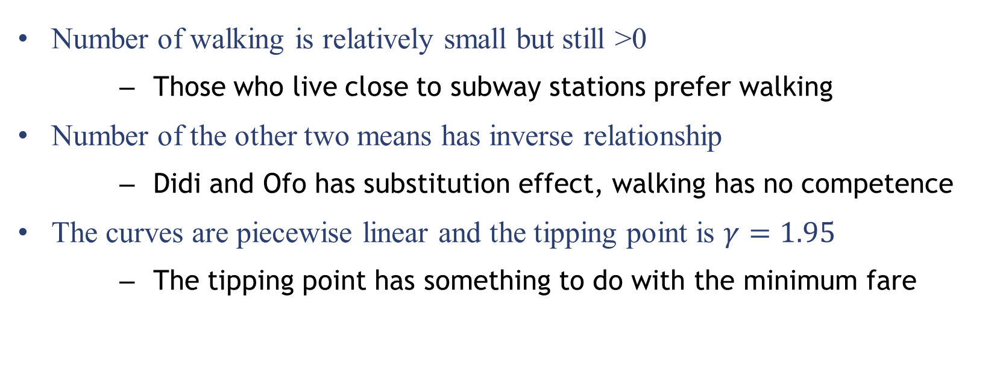 • Number of walking is relatively small but still >0
– Those who live close to subway stations prefer walking
• Number of the other two means has inverse relationship
– Didi and Ofo has substitution effect, walking has no competence
• The curves are piecewise linear and the tipping point is γ = 1.95
– The tipping point has something to do with the minimum fare